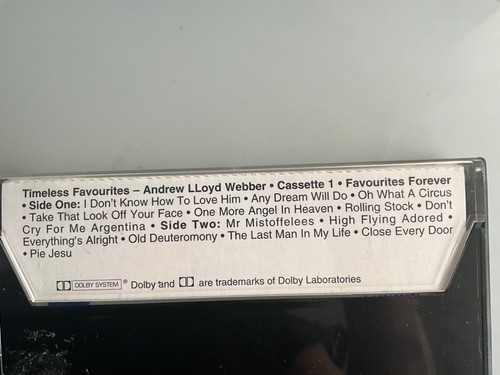 Timeless Favourites – Andrew LLoyd Webber • Cassette 1 • Favourites Forever
• Side One: I Don't Know How To Love Him • Any Dream Will Do • Oh What A Circus
• Take That Look Off Your Face • One More Angel In Heaven • Rolling Stock • Don't
Cry For Me Argentina • Side Two: Mr Mistoffelees • High Flying Adored •
Everything's Alright • Old Deuteromony • The Last Man In My Life • Close Every Door
• Pie Jesu
DOLBY SYSTEM ® Dolby and are trademarks of Dolby Laboratories